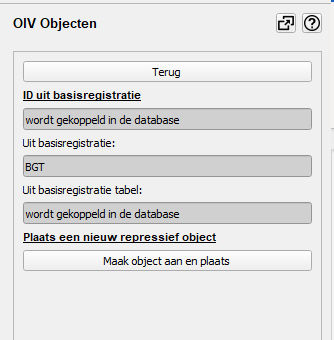 OIV Objecten
Terug
ID uit basisregistratie
wordt gekoppeld in de database
Uit basisregistratie:
BGT
Uit basisregistratie tabel:
wordt gekoppeld in de database
Plaats een nieuw repressief object
Maak object aan en plaats